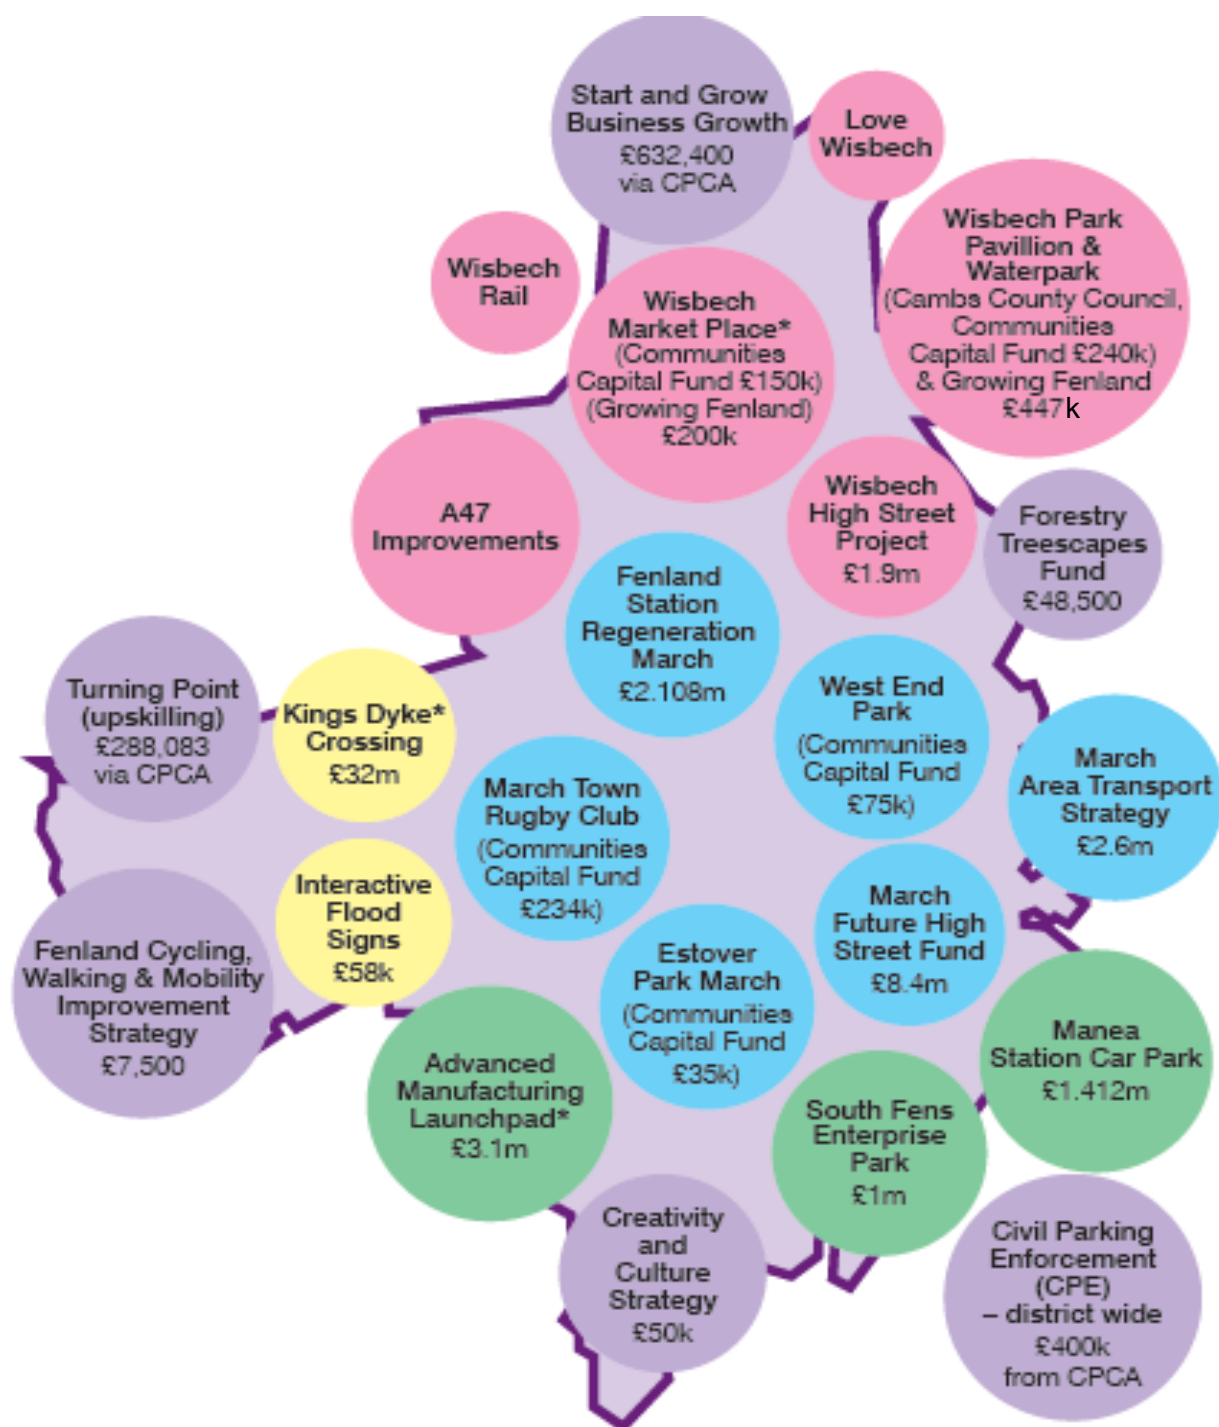 Start and Grow
Business Growth
£632,400
via CPCA
Love
Wisbech
Wisbech
Rail
Wisbech
Market Place*
(Communities
Capital Fund £150k)
(Growing Fenland)
£200k
Wisbech Park
Pavillion &
Waterpark
(Cambs County Council,
Communities
Capital Fund £240k)
& Growing Fenland
£447k
A47
Improvements
Wisbech
High Street
Project
£1.9m
Forestry
Treescapes
Fund
£48,500
Fenland
Station
Regeneration
March
£2.108m
Turning Point
(upskilling)
£288,083
via CPCA
Kings Dyke*
Crossing
£32m
West End
Park
(Communities
Capital Fund
£75k)
March
Area Transport
Strategy
£2.6m
March Town
Rugby Club
(Communities
Capital Fund
£234k)
Interactive
Flood
Signs
£58k
March
Future High
Street Fund
£8.4m
Fenland Cycling,
Walking & Mobility
Improvement
Strategy
£7,500
Estover
Park March
(Communities
Capital Fund
£35k)
Manea
Station Car Park
£1.412m
Advanced
Manufacturing
Launchpad*
£3.1m
South Fens
Enterprise
Park
£1m
Creativity
and
Culture
Strategy
£50k
Civil Parking
Enforcement
(CPE)
– district wide
£400k
from CPCA